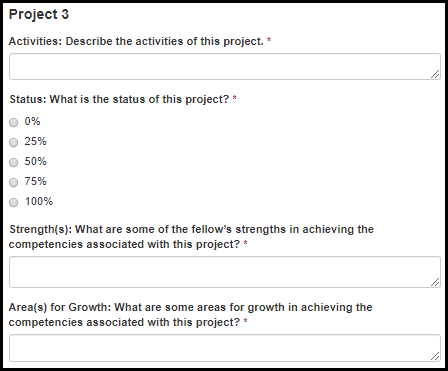 Project 3
Activities: Describe the activities of this project. *
Status: What is the status of this project? *
0%
25%
50%
75%
100%
Strength(s): What are some of the fellow's strengths in achieving the
competencies associated with this project? *
Area(s) for Growth: What are some areas for growth in achieving the
competencies associated with this project? *